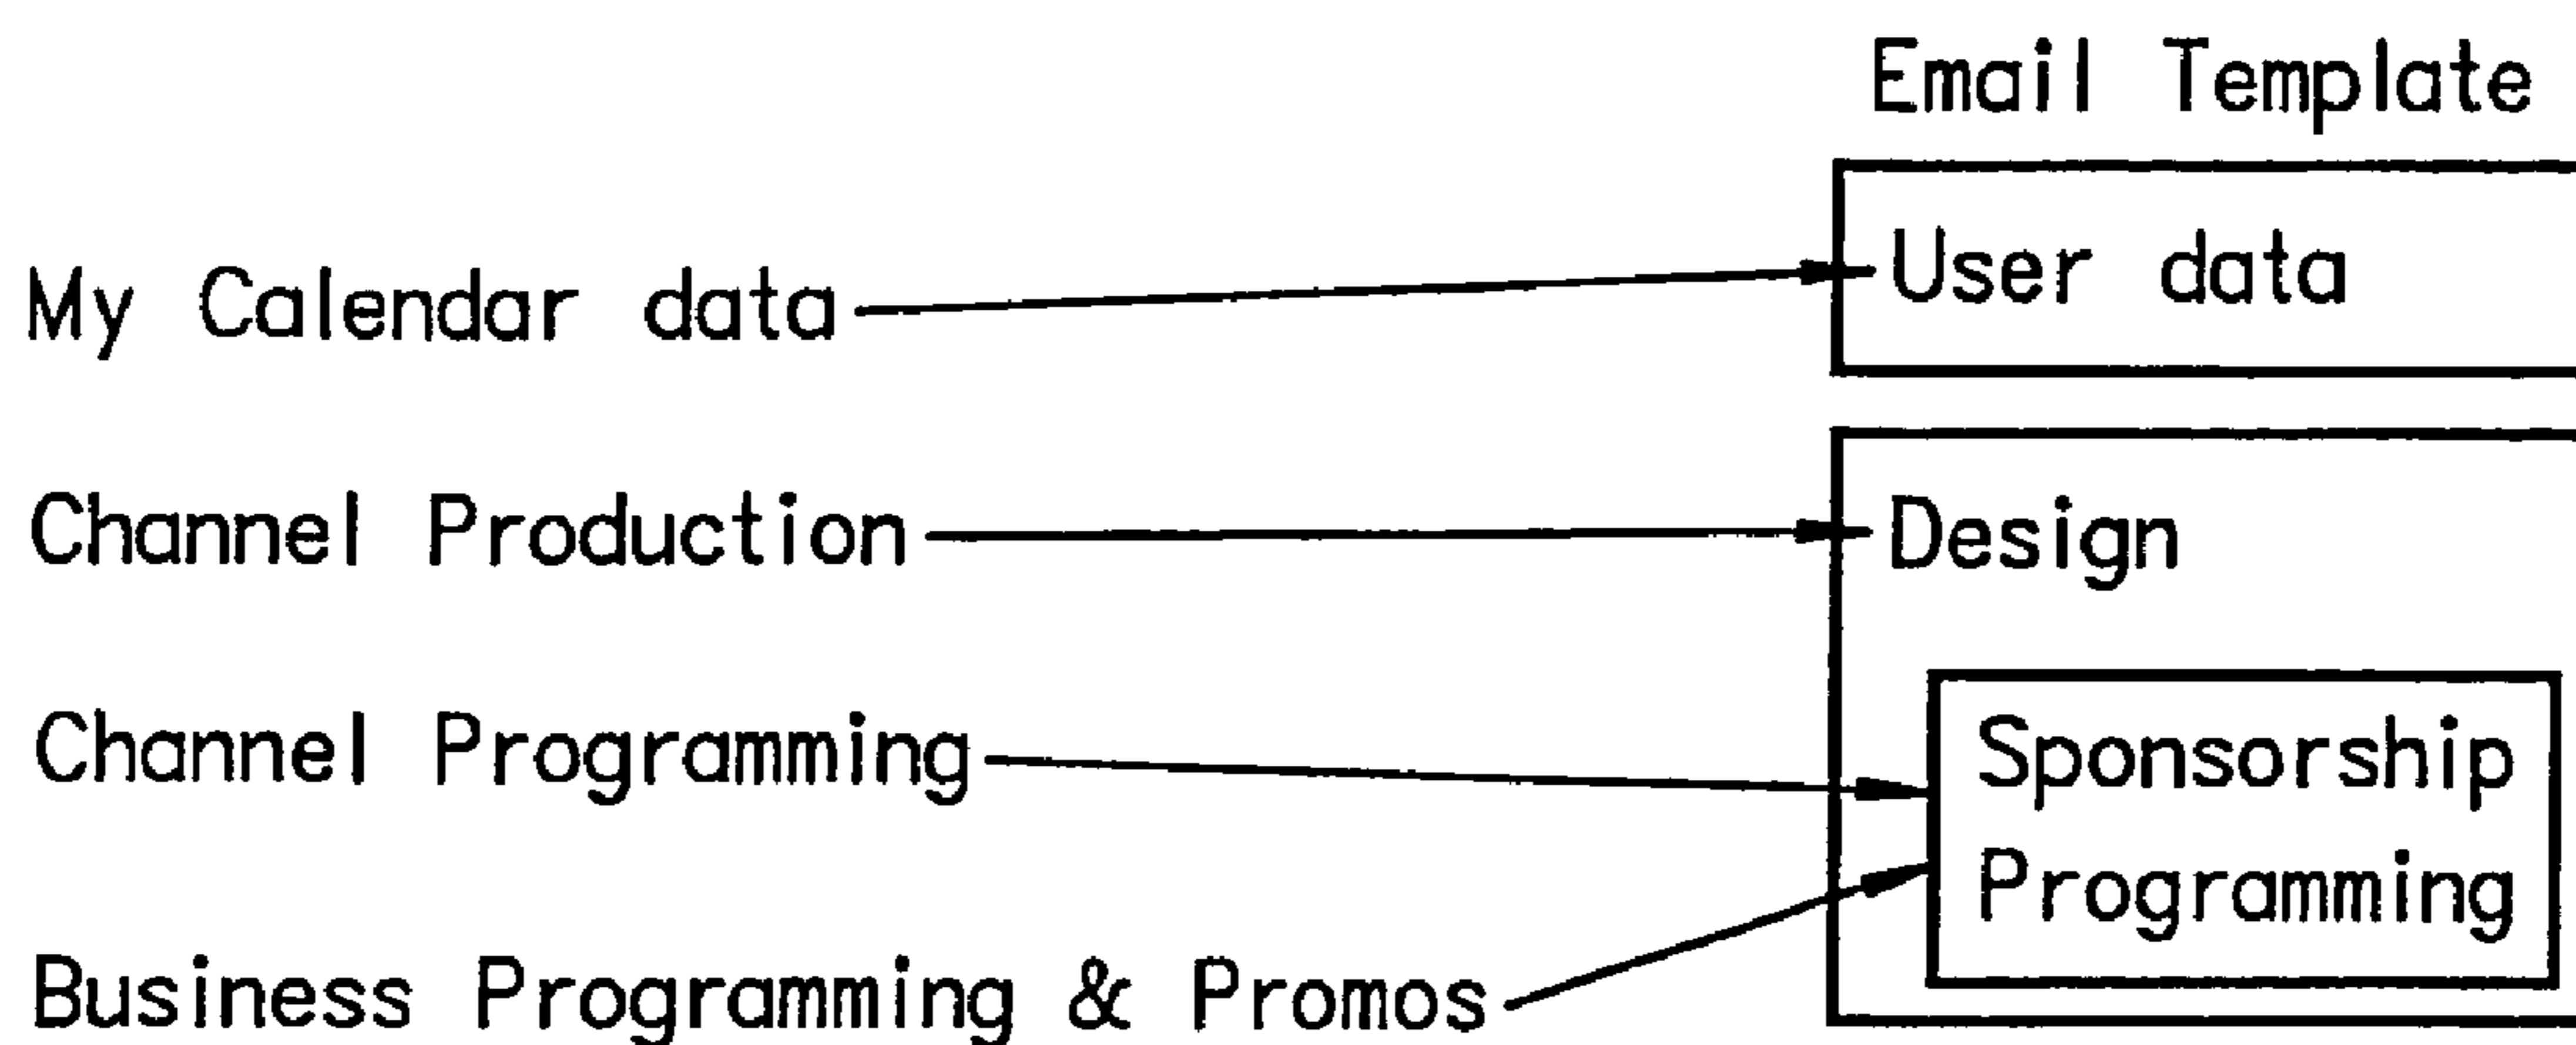 Email Template
User data
My Calendar data
Channel Production
Design
Channel Programming
Sponsorship
Programming
Business Programming & Promos